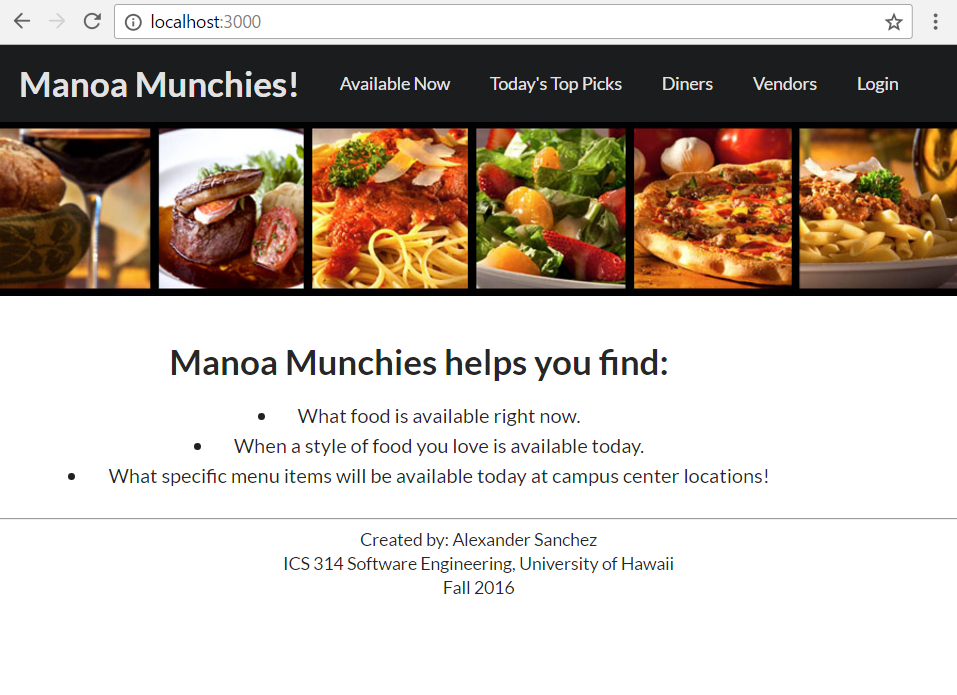 localhost:3000
Manoa Munchies! Available Now Today's Top Picks Diners Vendors Login
Manoa Munchies helps you find:
• What food is available right now.
• When a style of food you love is available today.
• What specific menu items will be available today at campus center locations!
Created by: Alexander Sanchez
ICS 314 Software Engineering, University of Hawaii
Fall 2016